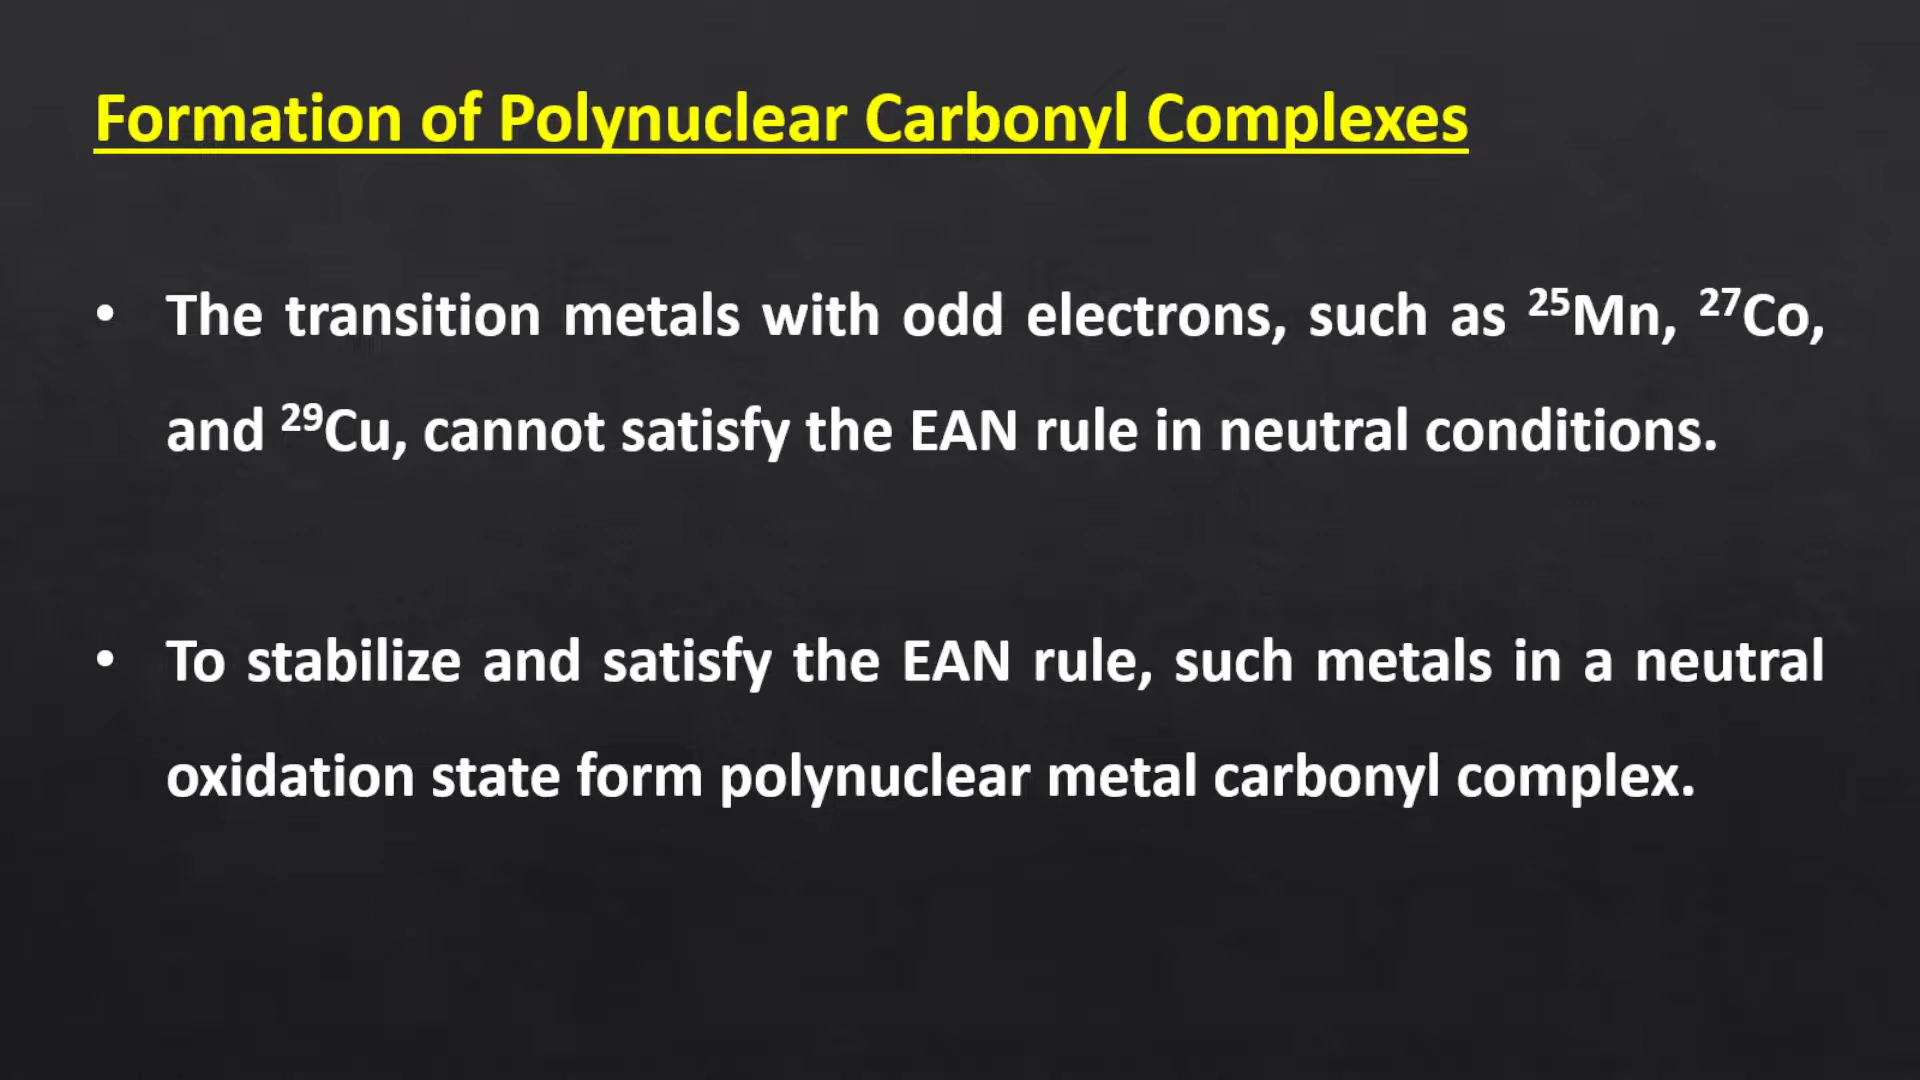 Formation of Polynuclear Carbonyl Complexes
• The transition metals with odd electrons, such as ²⁵Mn, ²⁷Co,
and ²⁹Cu, cannot satisfy the EAN rule in neutral conditions.
• To stabilize and satisfy the EAN rule, such metals in a neutral
oxidation state form polynuclear metal carbonyl complex.